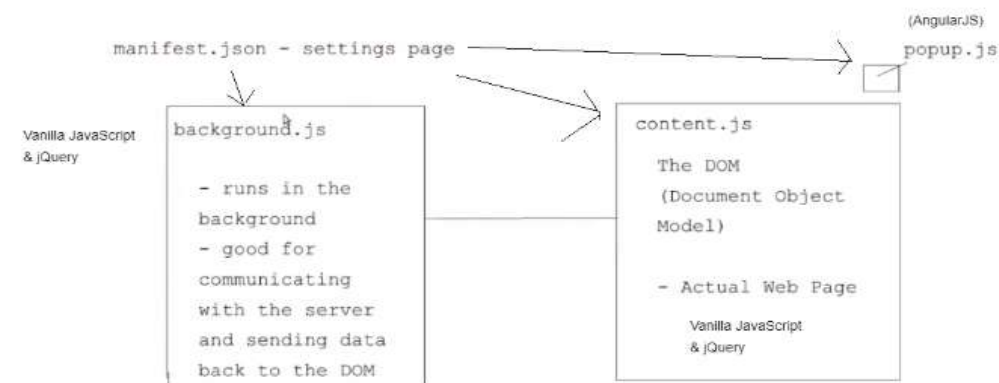 (AngularJS)
manifest.json - settings page
popup.js
Vanilla JavaScript
& jQuery
background.js
- runs in the
background
- good for
communicating
with the server
and sending data
back to the DOM
content.js
The DOM
(Document Object
Model)
- Actual Web Page
Vanilla JavaScript
& jQuery